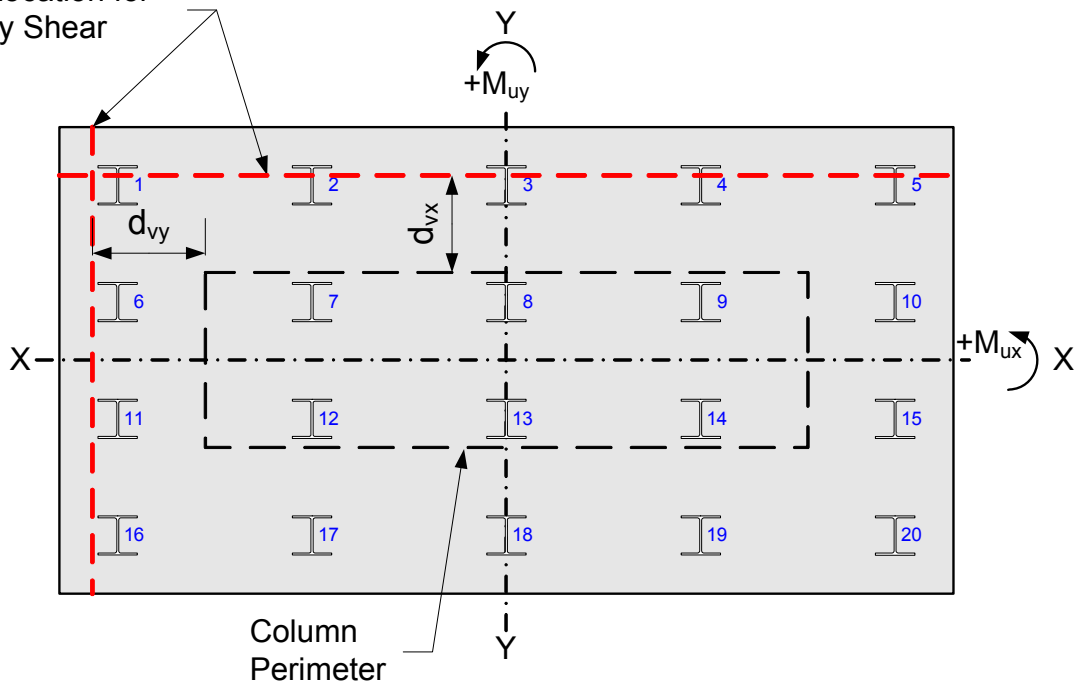 y Shear
Y
+Muy
1 2 3 4 5
dvy
dvx
6 7 8 9 10
X
+Mux
X
11 12 13 14 15
16 17 18 19 20
Column
Perimeter
Y